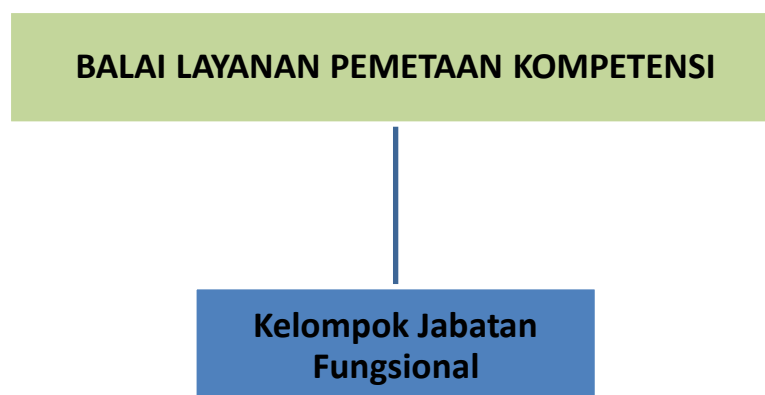 BALAI LAYANAN PEMETAAN KOMPETENSI
Kelompok Jabatan
Fungsional